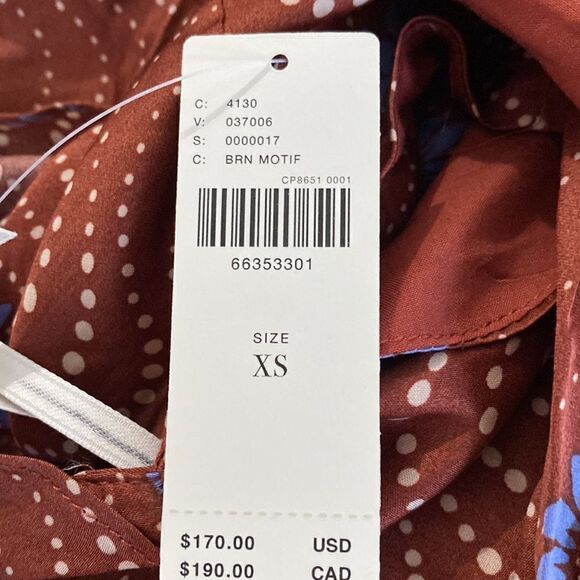 C: 4130
V: 037006
S: 0000017
C: BRN MOTIF
CP8651 0001
66353301
SIZE
XS
$170.00 USD
$190.00 CAD